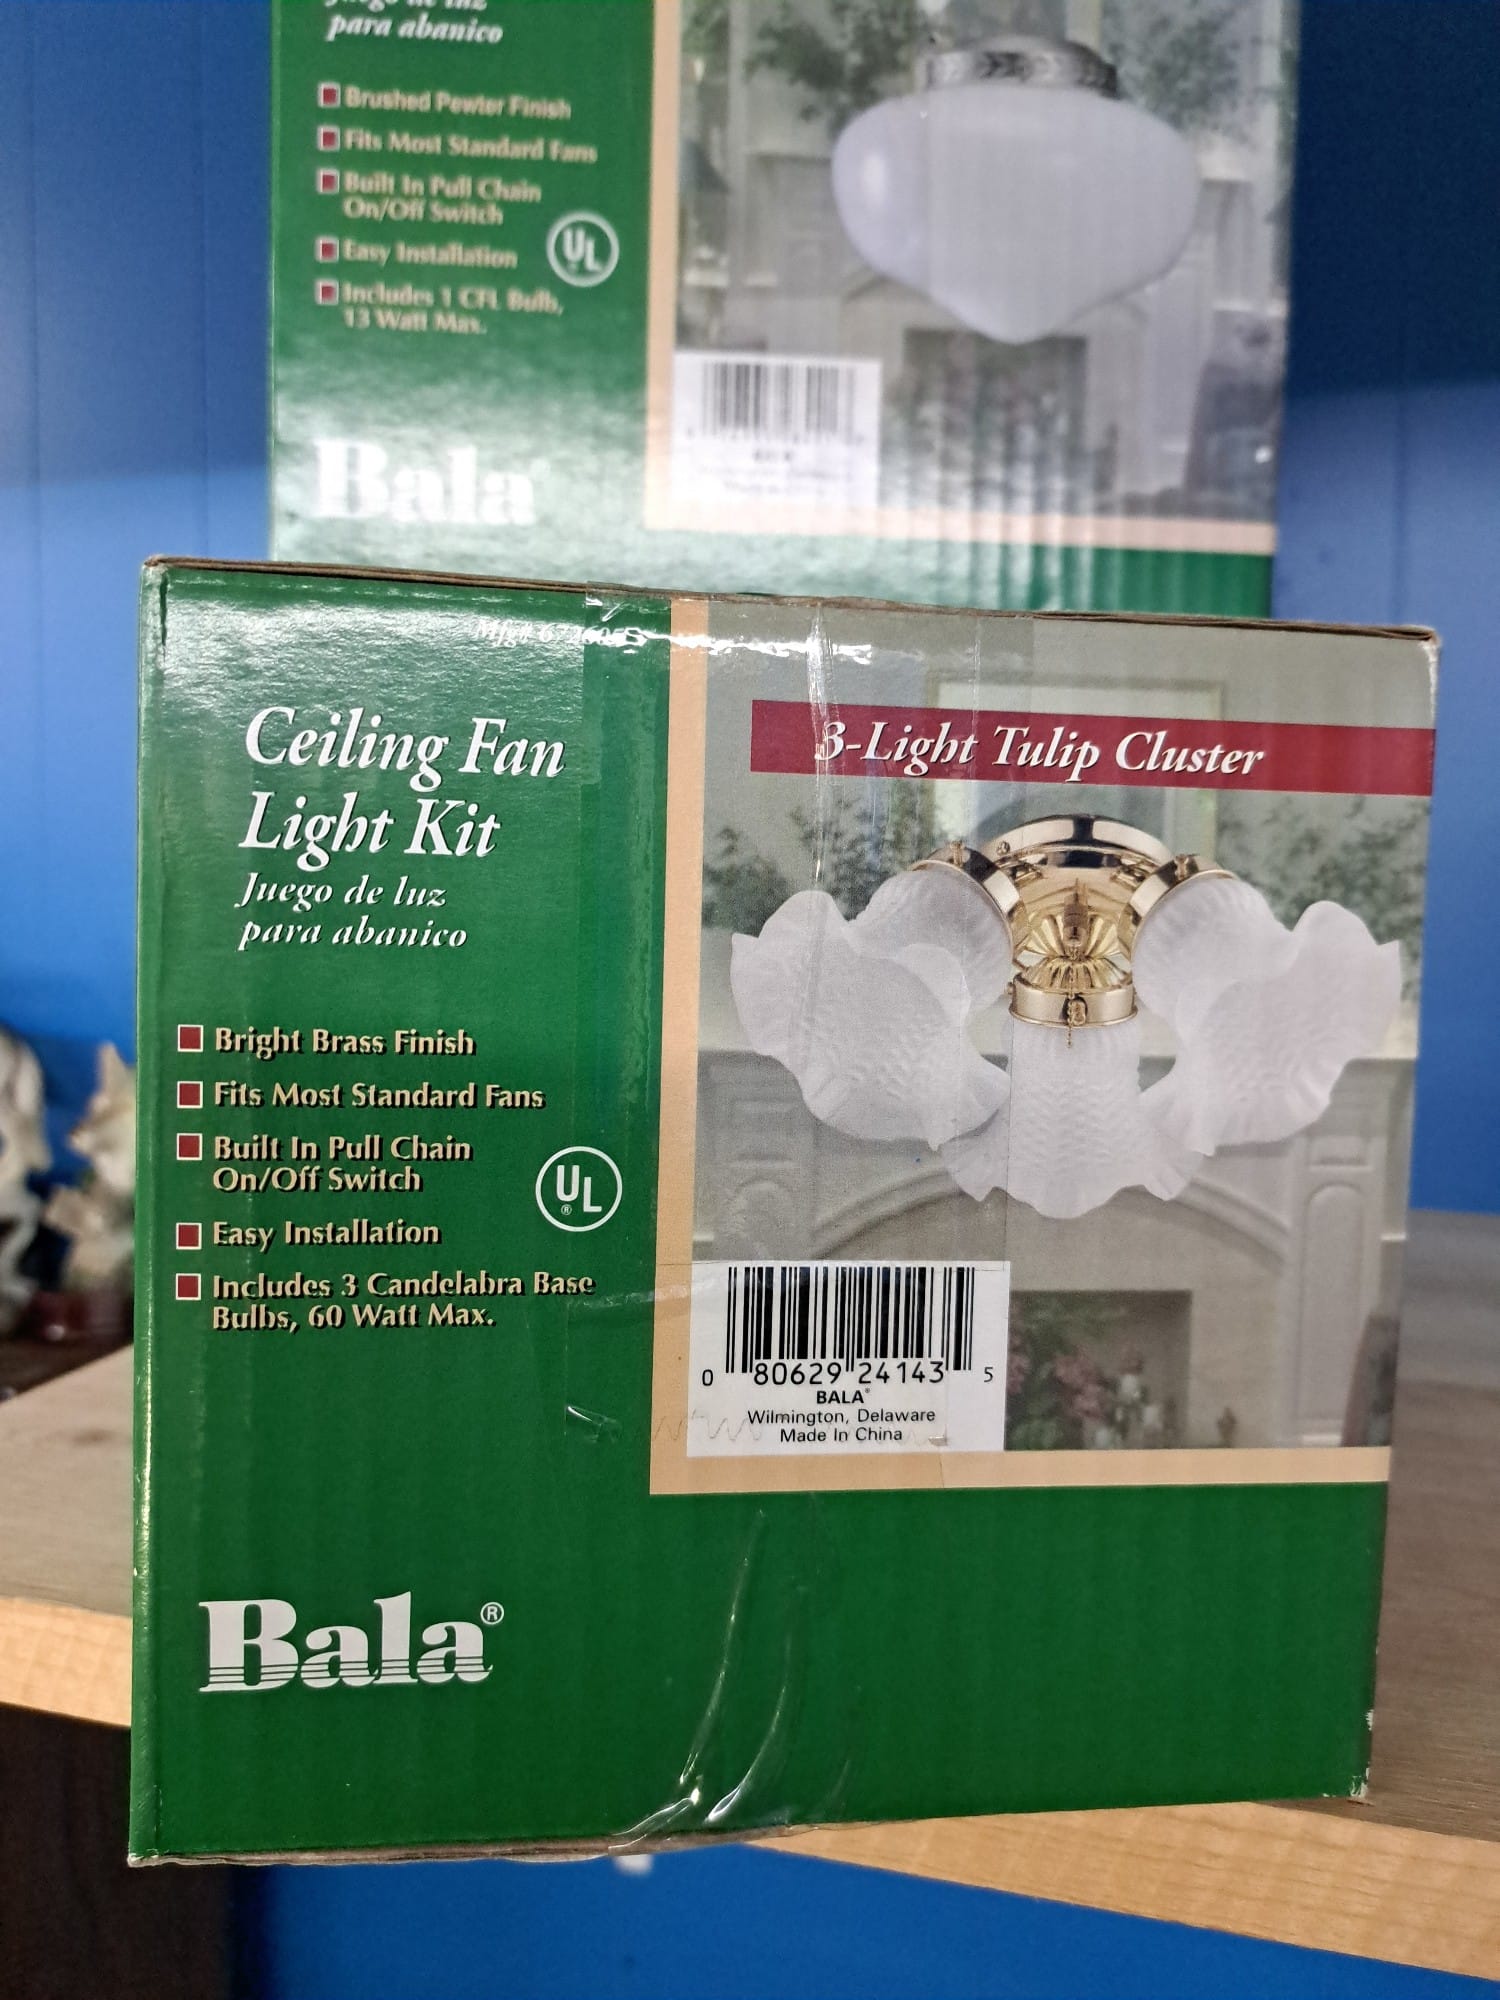 para abanico
Brushed Pewter Finish
Fits Most Standard Fans
Built In Pull Chain
On/Off Switch
Easy Installation
UL
Includes 1 CFL Bulb,
13 Watt Max.
Bala
Mfg#
Ceiling Fan
Light Kit
Juego de luz
para abanico
Bright Brass Finish
Fits Most Standard Fans
Built In Pull Chain
On/Off Switch
UL®
Easy Installation
Includes 3 Candelabra Base
Bulbs, 60 Watt Max.
Bala®
3-Light Tulip Cluster
0 80629 24143 5
BALA®
Wilmington, Delaware
Made In China